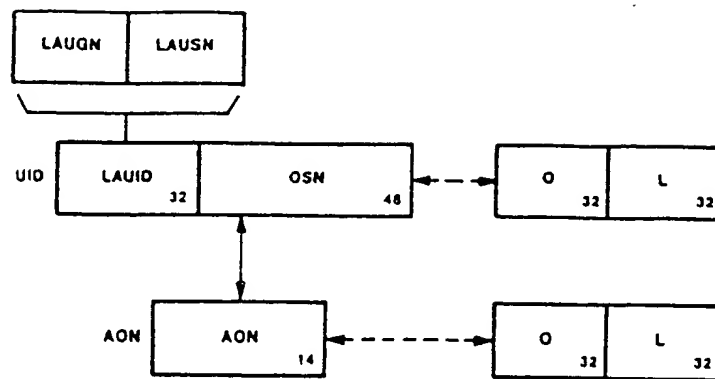 LAUGN LAUSN
UID LAUID 32 OSN 48 O 32 L 32
AON AON 14 O 32 L 32